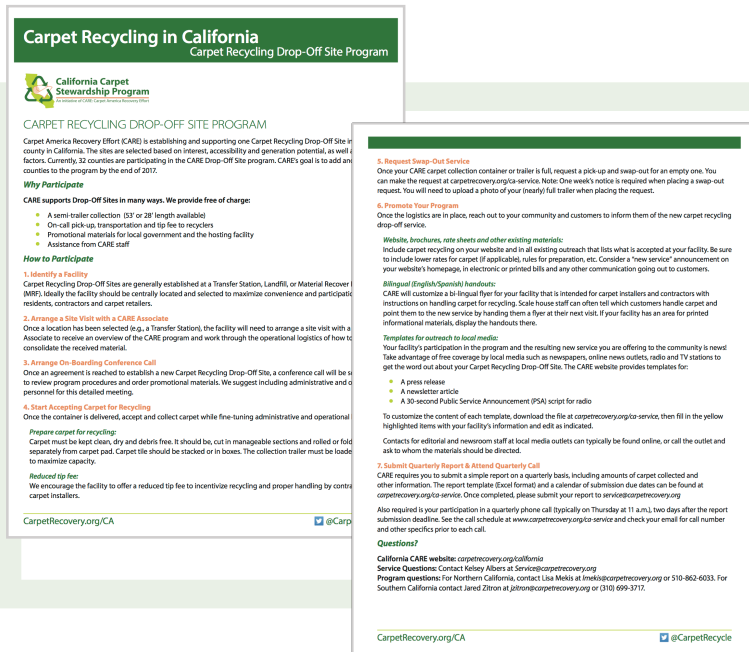 Carpet Recycling in California
Carpet Recycling Drop-Off Site Program
California Carpet
Stewardship Program
An Initiative of CARE: Carpet America Recovery Effort
CARPET RECYCLING DROP-OFF SITE PROGRAM
Carpet America Recovery Effort (CARE) is establishing and supporting one Carpet Recycling Drop-Off Site in
county in California. The sites are selected based on interest, accessibility and generation potential, as well
factors. Currently, 32 counties are participating in the CARE Drop-Off Site program. CARE's goal is to add
counties to the program by the end of 2017.
Why Participate
CARE supports Drop-Off Sites in many ways. We provide free of charge:
• A semi-trailer collection (53' or 28' length available)
• On-call pick-up, transportation and tip fee to recyclers
• Promotional materials for local government and the hosting facility
• Assistance from CARE staff
How to Participate
1. Identify a Facility
Carpet Recycling Drop-Off Sites are generally established at a Transfer Station, Landfill, or Material Recover
(MRF). Ideally the facility should be centrally located and selected to maximize convenience and
residents, contractors and carpet retailers.
2. Arrange a Site Visit with a CARE Associate
Once a location has been selected (e.g., a Transfer Station), the facility will need to arrange a site visit with a
Associate to receive an overview of the CARE program and work through the operational logistics of how to
consolidate the received material.
3. Arrange On-Boarding Conference Call
Once an agreement is reached to establish a new Carpet Recycling Drop-Off Site, a conference call will be
to review program procedures and order promotional materials. We suggest including administrative and
personnel for this detailed meeting.
4. Start Accepting Carpet for Recycling
Once the container is delivered, accept and collect carpet while fine-tuning administrative and operational
Prepare carpet for recycling:
Carpet must be kept clean, dry and debris free. It should be, cut in manageable sections and rolled or
separately from carpet pad. Carpet tile should be stacked or in boxes. The collection trailer must be
to maximize capacity.
Reduced tip fee:
We encourage the facility to offer a reduced tip fee to incentivize recycling and proper handling by
carpet installers.
CarpetRecovery.org/CA
5. Request Swap-Out Service
Once your CARE carpet collection container or trailer is full, request a pick-up and swap-out for an empty one. You
can make the request at carpetrecovery.org/ca-service. Note: One week's notice is required when placing a swap-out
request. You will need to upload a photo of your (nearly) full trailer when placing the request.
6. Promote Your Program
Once the logistics are in place, reach out to your community and customers to inform them of the new carpet recycling
drop-off service.
Website, brochures, rate sheets and other existing materials:
Include carpet recycling on your website and in all existing outreach that lists what is accepted at your facility. Be sure
to include lower rates for carpet (if applicable), rules for preparation, etc. Consider a "new service" announcement on
your website's homepage, in electronic or printed bills and any other communication going out to customers.
Bilingual (English/Spanish) handouts:
CARE will customize a bi-lingual flyer for your facility that is intended for carpet installers and contractors with
instructions on handling carpet for recycling. Scale house staff can often tell which customers handle carpet and
point them to the new service by handing them a flyer at their next visit. If your facility has an area for printed
informational materials, display the handouts there.
Templates for outreach to local media:
Your facility's participation in the program and the resulting new service you are offering to the community is news!
Take advantage of free coverage by local media such as newspapers, online news outlets, radio and TV stations to
get the word out about your Carpet Recycling Drop-Off Site. The CARE website provides templates for:
• A press release
• A newsletter article
• A 30-second Public Service Announcement (PSA) script for radio
To customize the content of each template, download the file at carpetrecovery.org/ca-service, then fill in the yellow
highlighted items with your facility's information and edit as indicated.
Contacts for editorial and newsroom staff at local media outlets can typically be found online, or call the outlet and
ask to whom the materials should be directed.
7. Submit Quarterly Report & Attend Quarterly Call
CARE requires you to submit a simple report on a quarterly basis, including amounts of carpet collected and
other information. The report template (Excel format) and a calendar of submission due dates can be found at
carpetrecovery.org/ca-service. Once completed, please submit your report to service@carpetrecovery.org
Also required is your participation in a quarterly phone call (typically on Thursday at 11 a.m.), two days after the report
submission deadline. See the call schedule at www.carpetrecovery.org/ca-service and check your email for call number
and other specifics prior to each call.
Questions?
California CARE website: carpetrecovery.org/california
Service Questions: Contact Kelsey Albers at Service@carpetrecovery.org
Program questions: For Northern California, contact Lisa Mekis at lmekis@carpetrecovery.org or 510-862-6033. For
Southern California contact Jared Zitron at jzitron@carpetrecovery.org or (310) 699-3717.
CarpetRecovery.org/CA
@CarpetRecycle